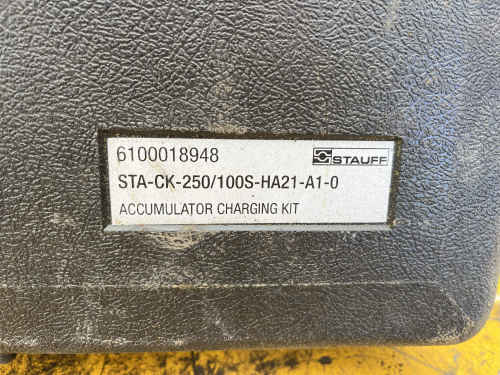 6100018948
STAUFF
STA-CK-250/100S-HA21-A1-0
ACCUMULATOR CHARGING KIT